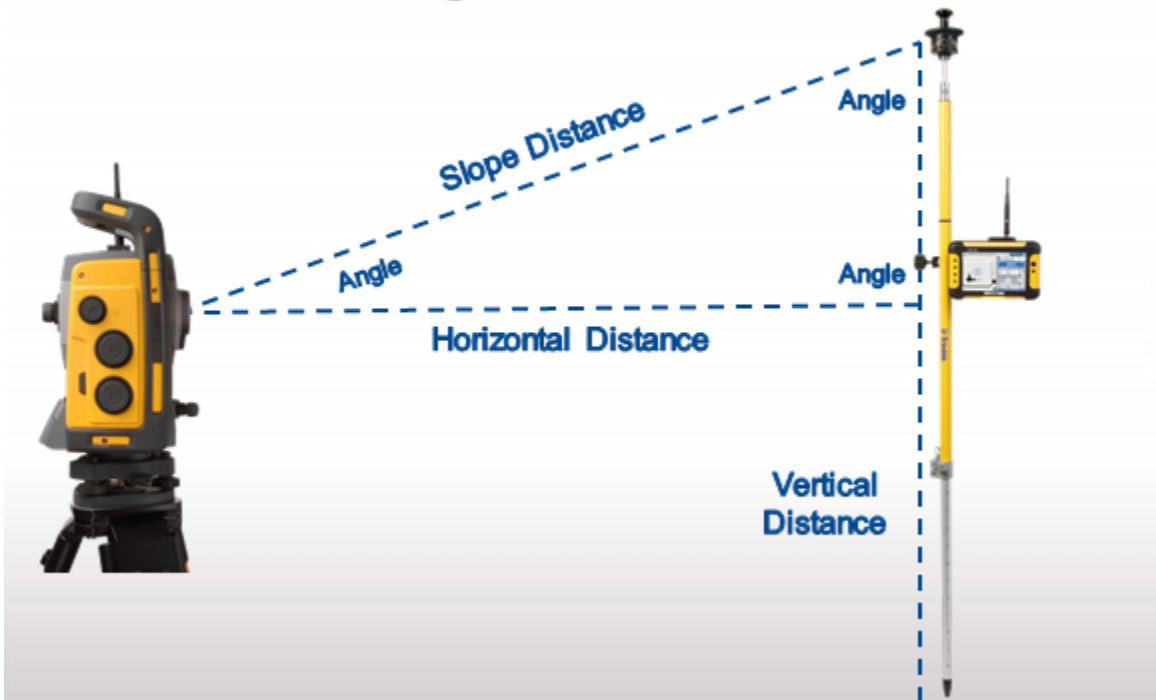 Slope Distance
Angle
Angle
Angle
Horizontal Distance
Vertical
Distance